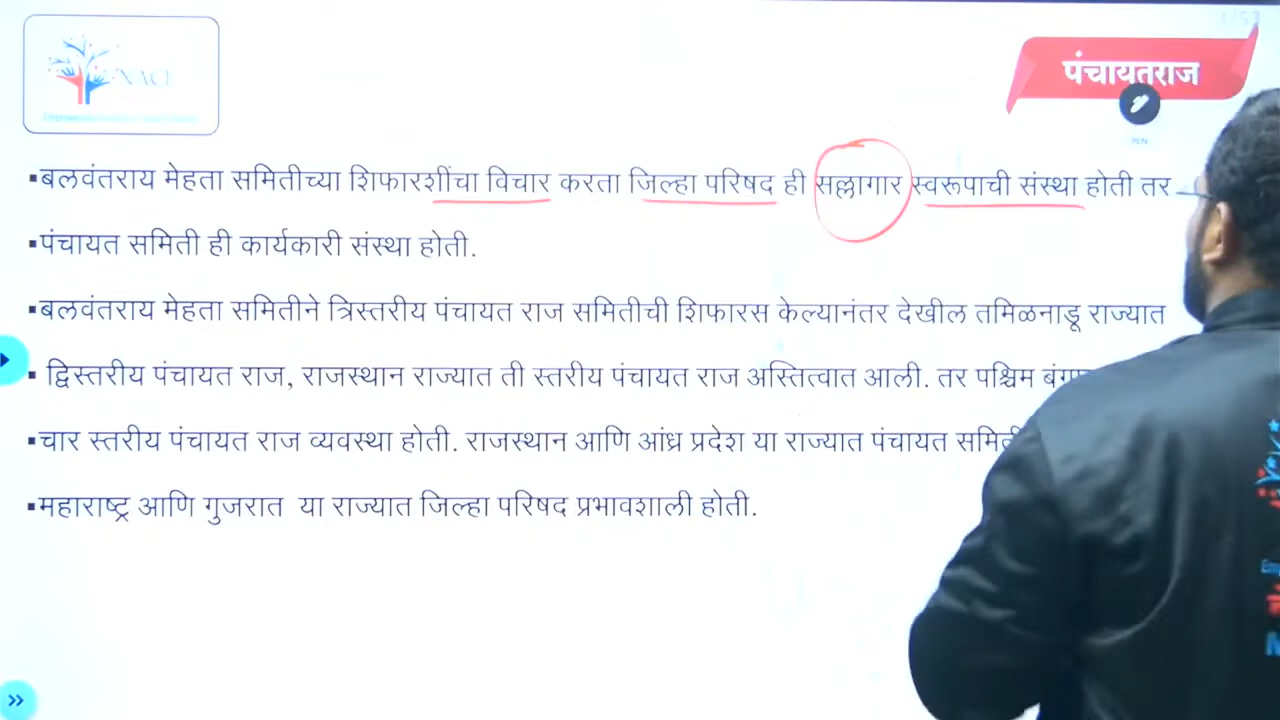 पंचायतराज
PEN
▪बलवंतराय मेहता समितीच्या शिफारशींचा विचार करता जिल्हा परिषद ही सल्लागार स्वरूपाची संस्था होती तर
▪पंचायत समिती ही कार्यकारी संस्था होती.
▪बलवंतराय मेहता समितीने त्रिस्तरीय पंचायत राज समितीची शिफारस केल्यानंतर देखील तमिळनाडू राज्यात
▪ द्विस्तरीय पंचायत राज, राजस्थान राज्यात ती स्तरीय पंचायत राज अस्तित्वात आली. तर पश्चिम
▪चार स्तरीय पंचायत राज व्यवस्था होती. राजस्थान आणि आंध्र प्रदेश या राज्यात पंचायत
▪महाराष्ट्र आणि गुजरात या राज्यात जिल्हा परिषद प्रभावशाली होती.